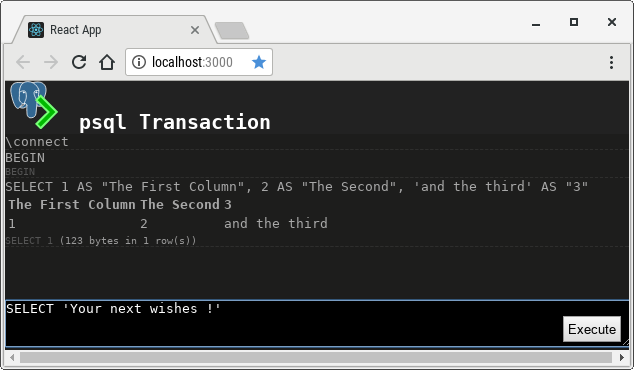 React App
localhost:3000
psql Transaction
\connect
BEGIN
BEGIN
SELECT 1 AS "The First Column", 2 AS "The Second", 'and the third' AS "3"
The First Column The Second 3
1 2 and the third
SELECT 1 (123 bytes in 1 row(s))
SELECT 'Your next wishes !'
Execute